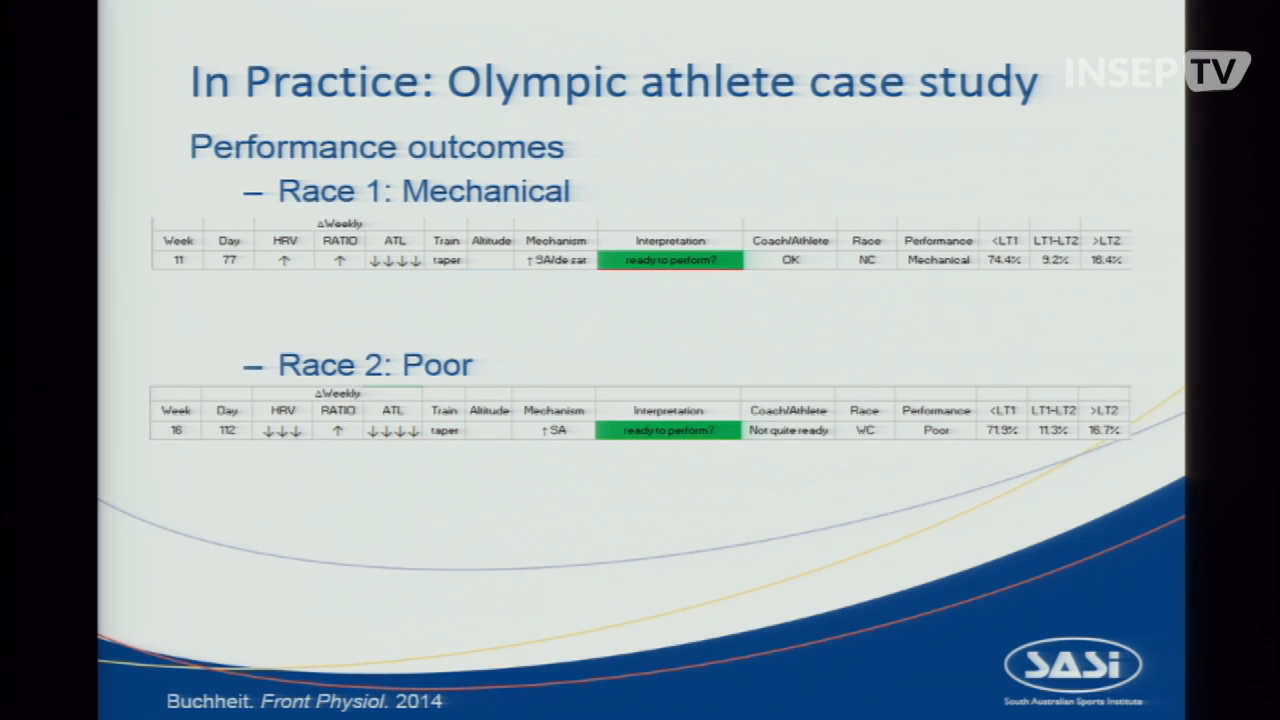 In Practice: Olympic athlete case study
INSEP TV
Performance outcomes
– Race 1: Mechanical
ΔWeekly
Week Day HRV RATIO ATL Train Altitude Mechanism Interpretation Coach/Athlete Race Performance <LT1 LT1-LT2 >LT2
11 77 ↑ ↑ ↓↓↓↓ taper ↑SA/de sat ready to perform? OK NC Mechanical 74.4% 9.2% 16.4%
– Race 2: Poor
ΔWeekly
Week Day HRV RATIO ATL Train Altitude Mechanism Interpretation Coach/Athlete Race Performance <LT1 LT1-LT2 >LT2
16 112 ↓↓↓ ↑ ↓↓↓↓ taper ↑SA ready to perform? Not quite ready WC Poor 71.9% 11.3% 16.7%
SASi
South Australian Sports Institute
Buchheit. Front Physiol. 2014